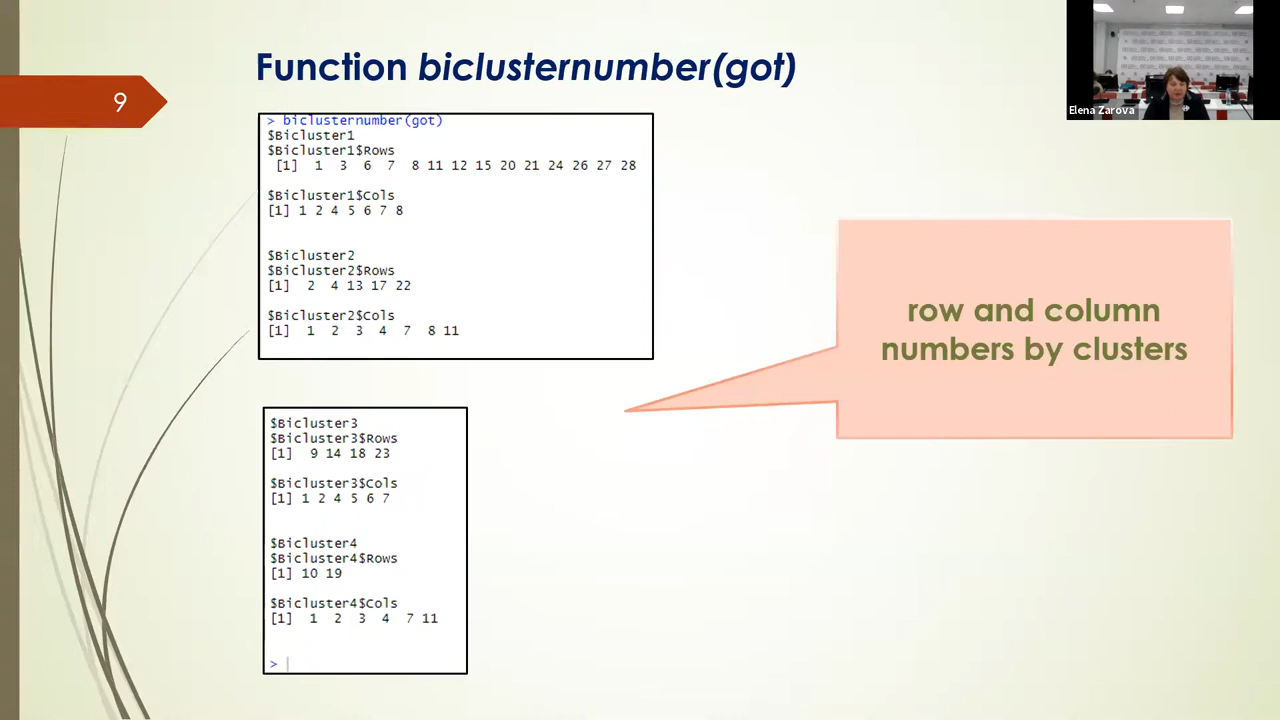 Function biclusternumber(got)
9
> biclusternumber(got)
$Bicluster1
$Bicluster1$Rows
[1] 1 3 6 7 8 11 12 15 20 21 24 26 27 28
$Bicluster1$Cols
[1] 1 2 4 5 6 7 8
$Bicluster2
$Bicluster2$Rows
[1] 2 4 13 17 22
$Bicluster2$Cols
[1] 1 2 3 4 7 8 11
$Bicluster3
$Bicluster3$Rows
[1] 9 14 18 23
$Bicluster3$Cols
[1] 1 2 4 5 6 7
$Bicluster4
$Bicluster4$Rows
[1] 10 19
$Bicluster4$Cols
[1] 1 2 3 4 7 11
>
row and column
numbers by clusters
Elena Zarova